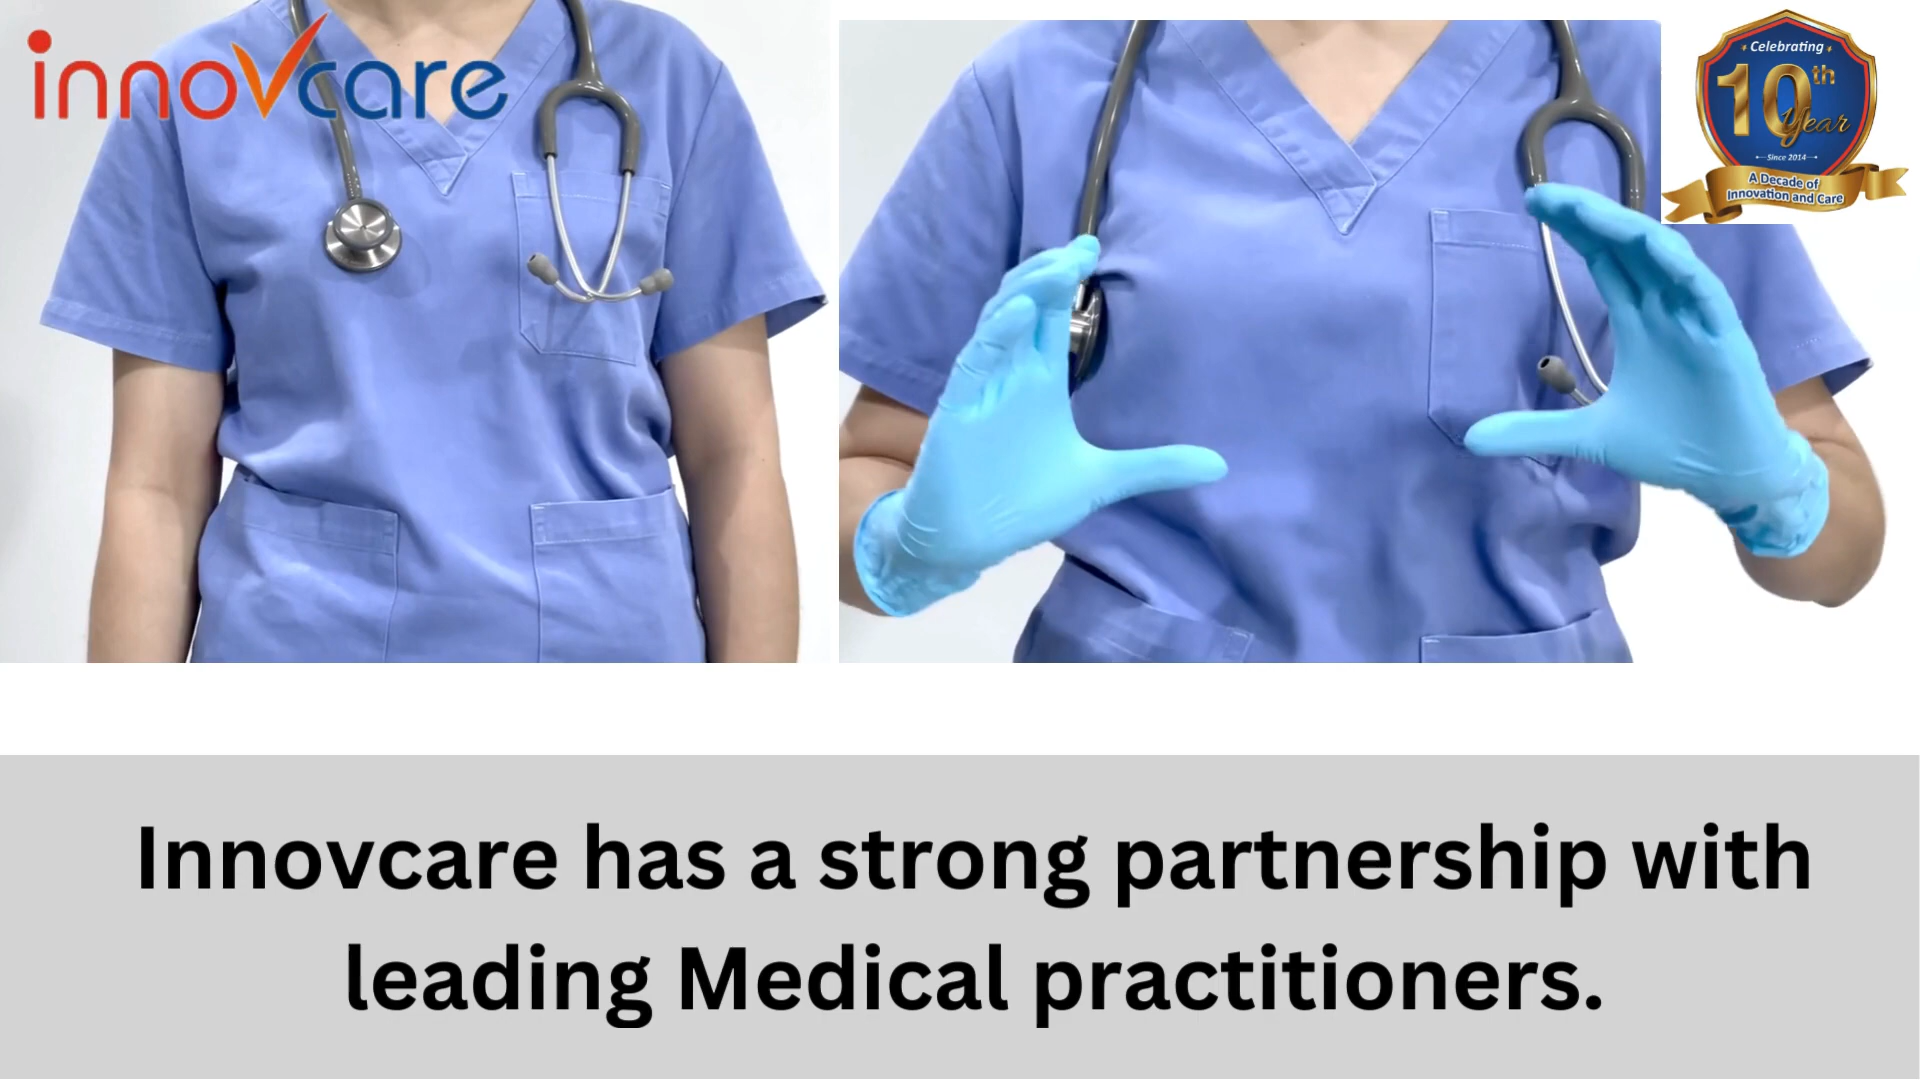 innovcare
Celebrating
10th
Year
Since 2014
A Decade of
Innovation and Care
Innovcare has a strong partnership with
leading Medical practitioners.